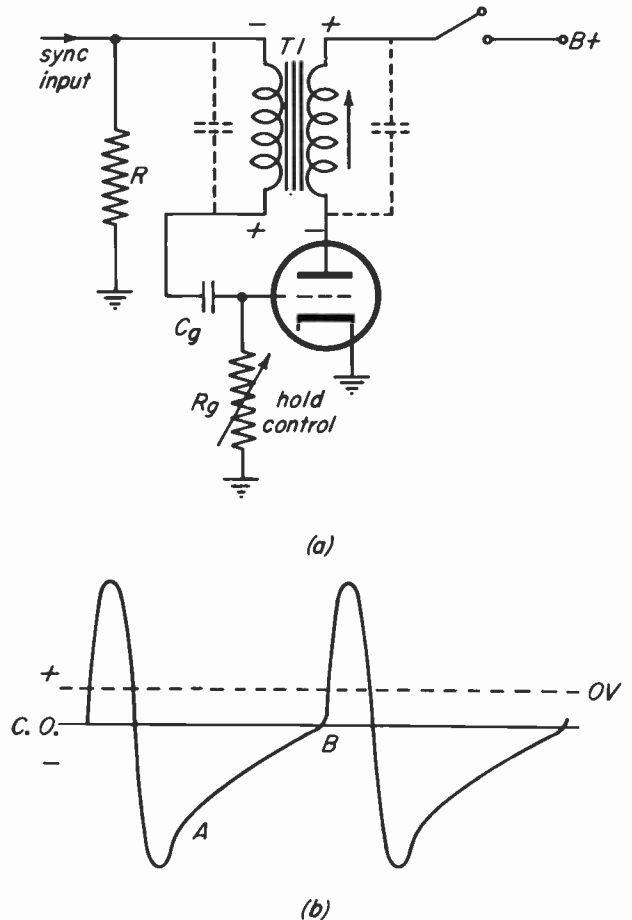 - T1 +
sync input
B+
R
+ -
Cg
Rg hold control
(a)
+ OV
C. O.
B
-
A
(b)